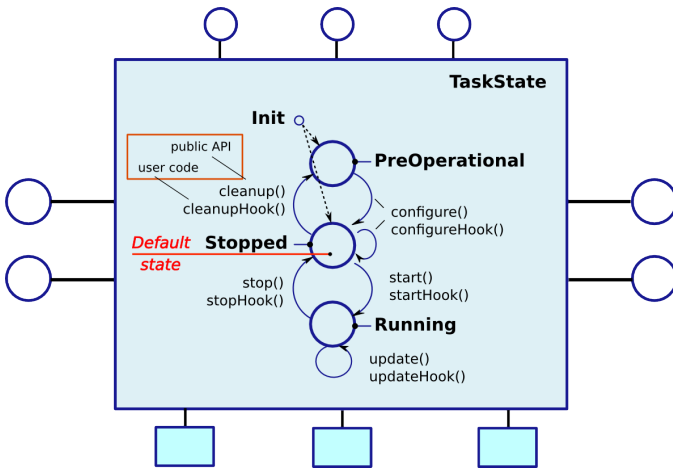 TaskState
Init
public API
user code
PreOperational
cleanup()
cleanupHook()
configure()
configureHook()
Default
state
Stopped
stop()
stopHook()
start()
startHook()
Running
update()
updateHook()